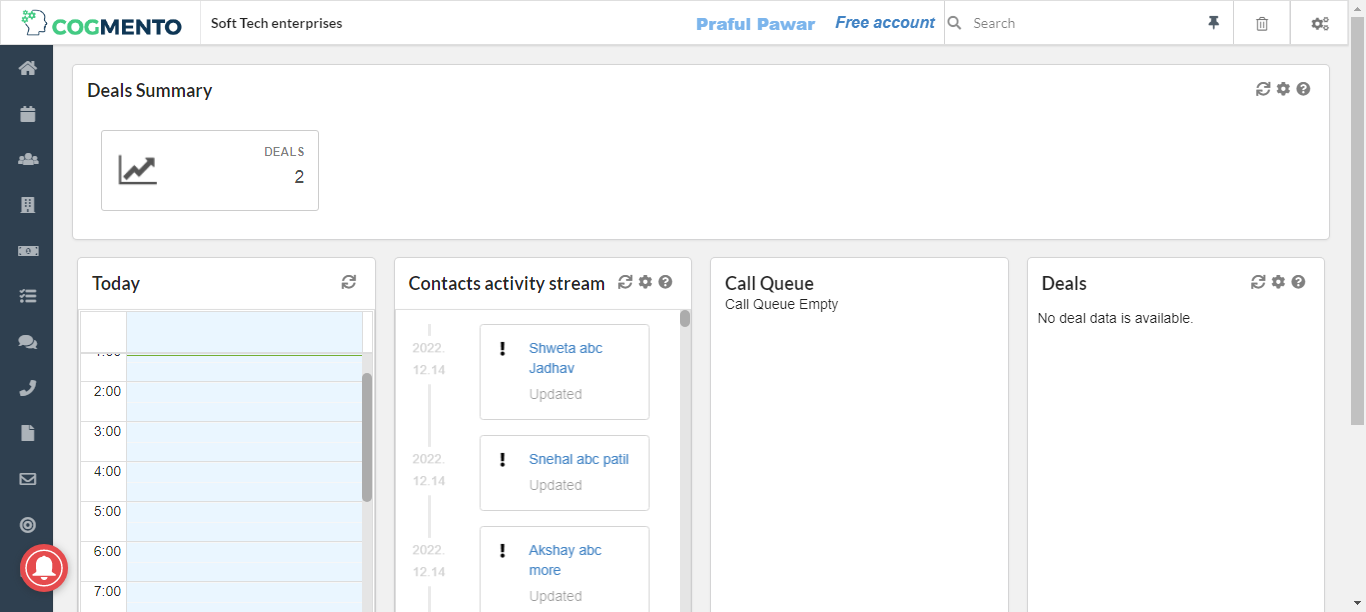 COGMENTO
Soft Tech enterprises
Praful Pawar
Free account
Search
Deals Summary
DEALS
2
Today
2:00
3:00
4:00
5:00
6:00
7:00
Contacts activity stream
2022.
12.14
Shweta abc
Jadhav
Updated
2022.
12.14
Snehal abc patil
Updated
2022.
12.14
Akshay abc
more
Updated
Call Queue
Call Queue Empty
Deals
No deal data is available.